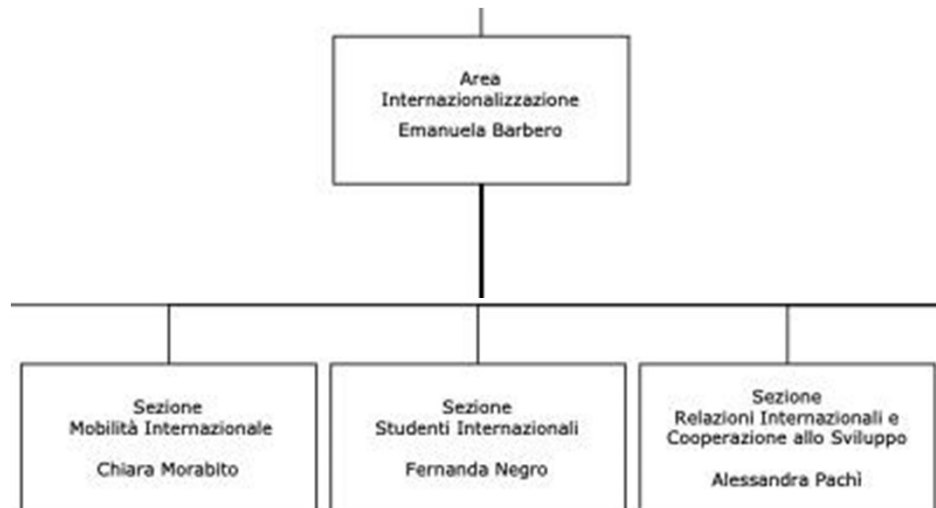 Area
Internazionalizzazione
Emanuela Barbero
Sezione
Mobilità Internazionale
Chiara Morabito
Sezione
Studenti Internazionali
Fernanda Negro
Sezione
Relazioni Internazionali e
Cooperazione allo Sviluppo
Alessandra Pachì